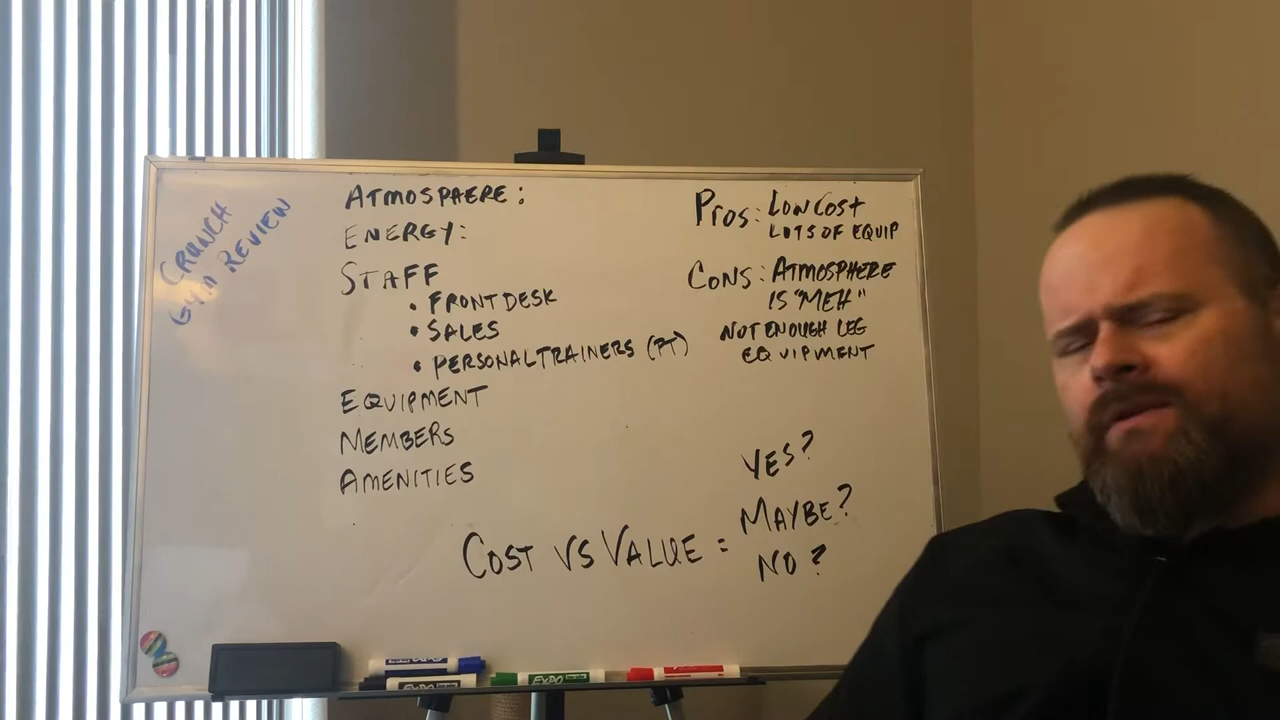 CRUNCH
GYM REVIEW
ATMOSPHERE:
ENERGY:
STAFF
• FRONT DESK
• SALES
• PERSONAL TRAINERS (PT)
EQUIPMENT
MEMBERS
AMENITIES
PROS: LOW COST
LOTS OF EQUIP
CONS: ATMOSPHERE
IS "MEH"
NOT ENOUGH LEG
EQUIPMENT
COST VS VALUE =
YES?
MAYBE?
NO?
EXPO
EXPO